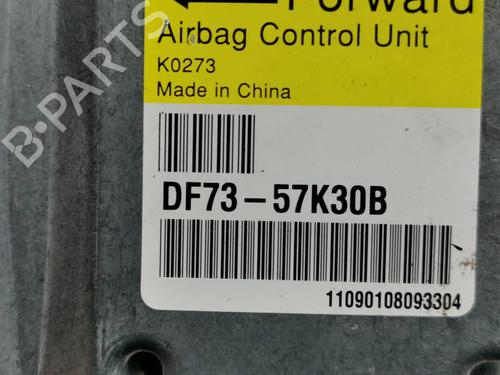 Forward
Airbag Control Unit
K0273
Made in China
B-PARTS
DF73-57K30B
11090108093304